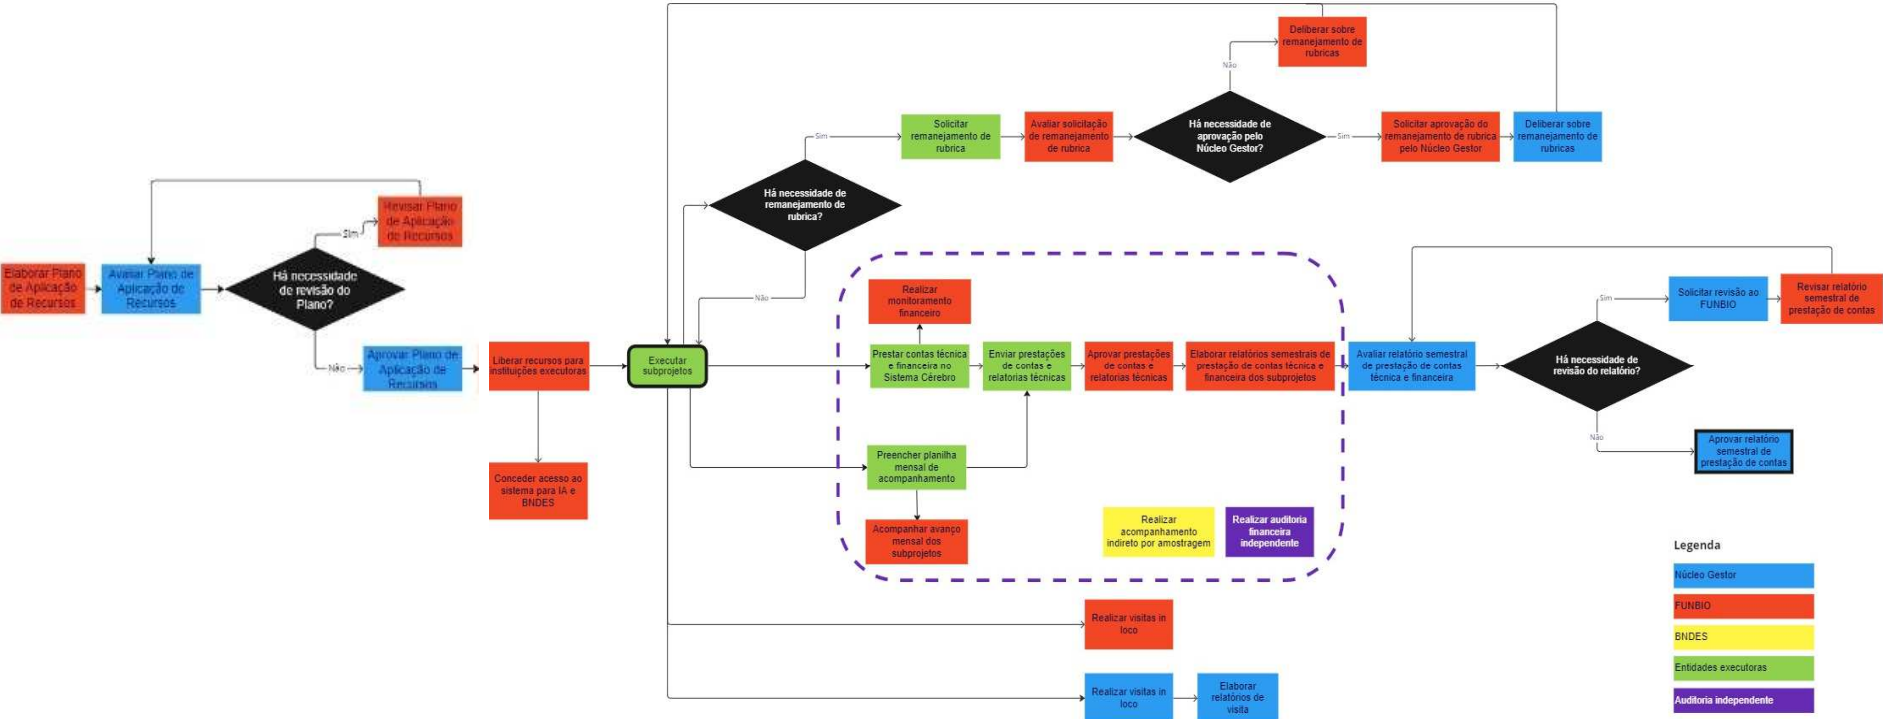 Elaborar Plano
de Aplicação
de Recursos
Avaliar Plano de
Aplicação de
Recursos
Há necessidade
de revisão do
Plano?
Sim
Revisar Plano
de Aplicação
de Recursos
Não
Aprovar Plano de
Aplicação de
Recursos
Liberar recursos para
instituições executoras
Conceder acesso ao
sistema para IA e
BNDES
Executar
subprojetos
Há necessidade de
remanejamento de
rubrica?
Sim
Não
Solicitar
remanejamento de
rubrica
Avaliar solicitação
de remanejamento
de rubrica
Há necessidade de
aprovação pelo
Núcleo Gestor?
Não
Deliberar sobre
remanejamento de
rubricas
Sim
Solicitar aprovação do
remanejamento de rubrica
pelo Núcleo Gestor
Deliberar sobre
remanejamento de
rubricas
Realizar
monitoramento
financeiro
Prestar contas técnica
e financeira no
Sistema Cérebro
Enviar prestações
de contas e
relatorias técnicas
Aprovar prestações
de contas e
relatorias técnicas
Elaborar relatórios semestrais de
prestação de contas técnica e
financeira dos subprojetos
Preencher planilha
mensal de
acompanhamento
Acompanhar avanço
mensal dos
subprojetos
Realizar
acompanhamento
indireto por amostragem
Realizar auditoria
financeira
independente
Avaliar relatório semestral
de prestação de contas
técnica e financeira
Há necessidade de
revisão do relatório?
Sim
Solicitar revisão ao
FUNBIO
Revisar relatório
semestral de
prestação de contas
Não
Aprovar relatório
semestral de
prestação de contas
Realizar visitas in
loco
Realizar visitas in
loco
Elaborar
relatórios de
visita
Legenda
Núcleo Gestor
FUNBIO
BNDES
Entidades executoras
Auditoria independente